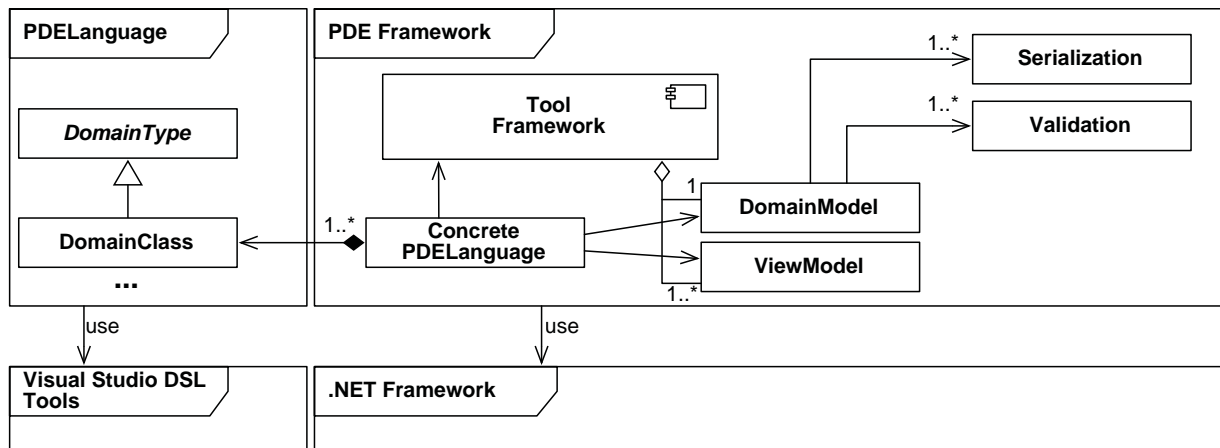 PDELanguage
DomainType
DomainClass
...
PDE Framework
Tool
Framework
1..*
Serialization
1..*
Validation
1
DomainModel
1..*
Concrete
PDELanguage
ViewModel
1..*
use
use
Visual Studio DSL
Tools
.NET Framework